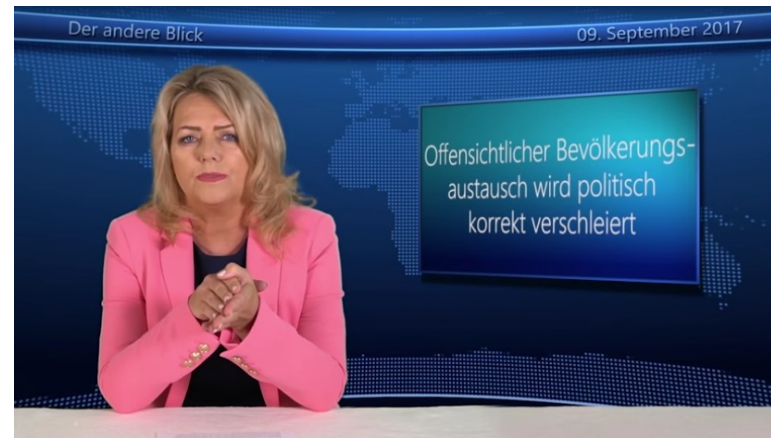 Der andere Blick
09. September 2017
Offensichtlicher Bevölkerungs-
austausch wird politisch
korrekt verschleiert